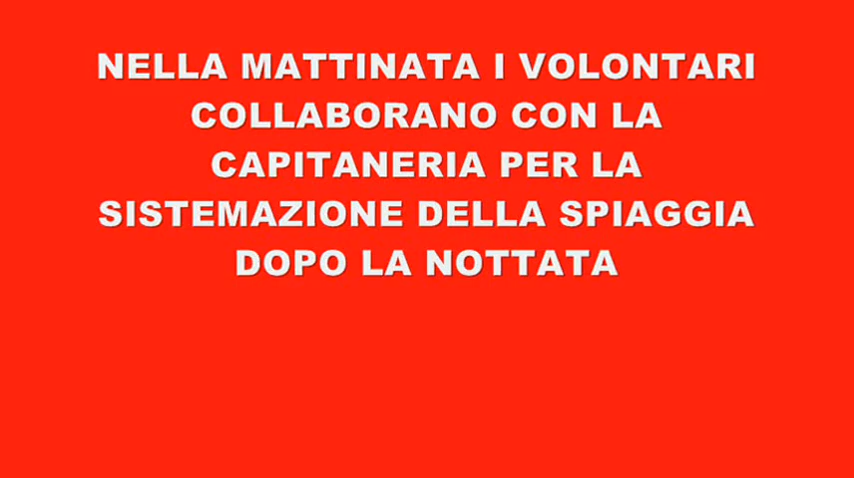 NELLA MATTINATA I VOLONTARI
COLLABORANO CON LA
CAPITANERIA PER LA
SISTEMAZIONE DELLA SPIAGGIA
DOPO LA NOTTATA